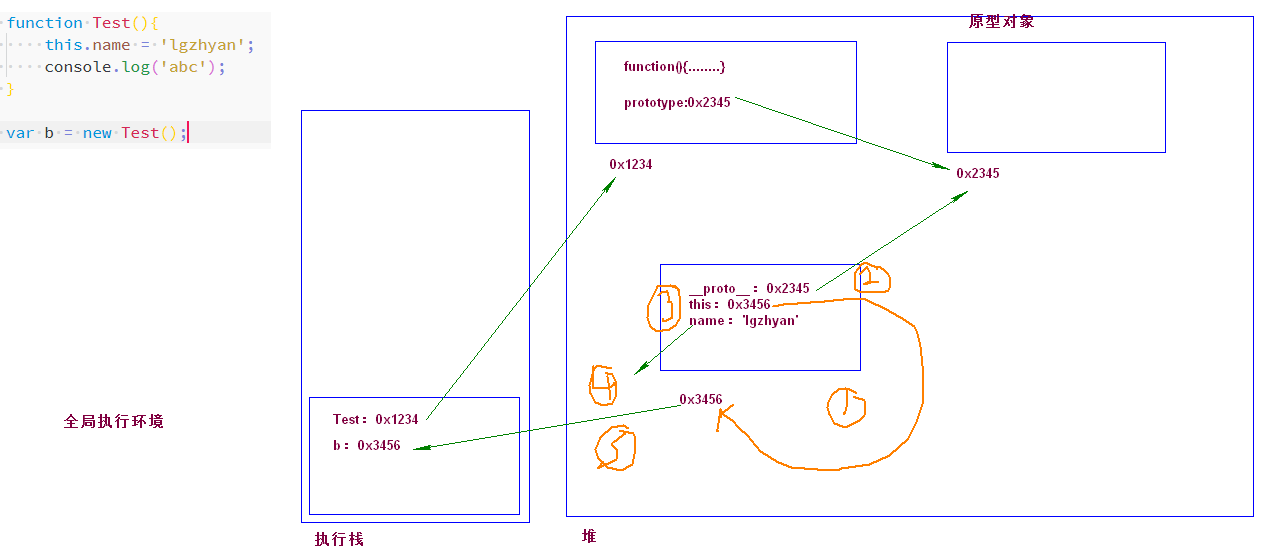 function Test(){
this.name = 'lgzhyan';
console.log('abc');
}
var b = new Test();
原型对象
function(){........}
prototype:0x2345
0x1234
0x2345
__proto__：0x2345
this：0x3456
name：'lgzhyan'
2
3
4
0x3456
1
5
全局执行环境
Test：0x1234
b：0x3456
执行栈
堆